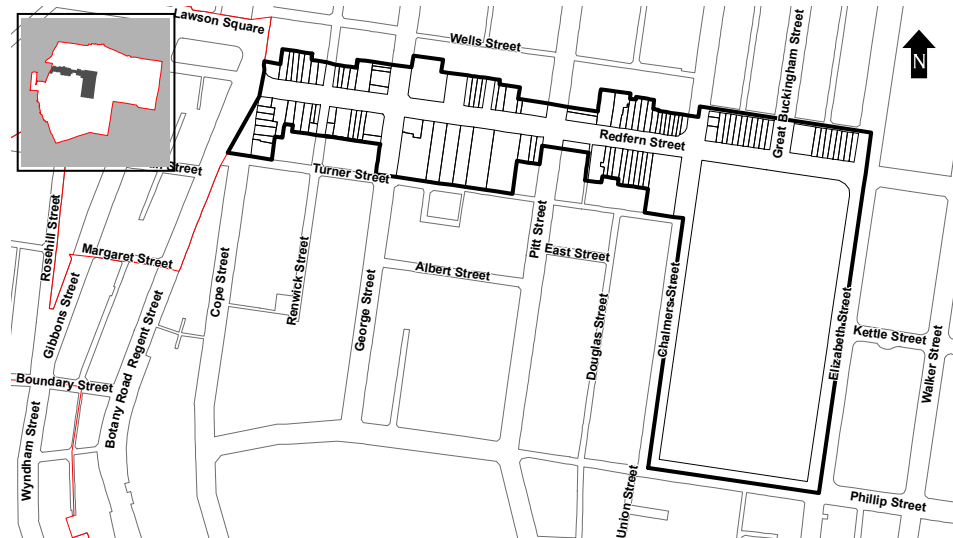 Lawson Square
Wells Street
Great Buckingham Street
N
Redfern Street
Street
Turner Street
Rosehill Street
Margaret Street
Gibbons Street
Cope Street
Renwick Street
George Street
Albert Street
Pitt Street
East Street
Douglas Street
Chalmers Street
Elizabeth Street
Kettle Street
Walker Street
Boundary Street
Botany Road
Regent Street
Wyndham Street
Union Street
Phillip Street